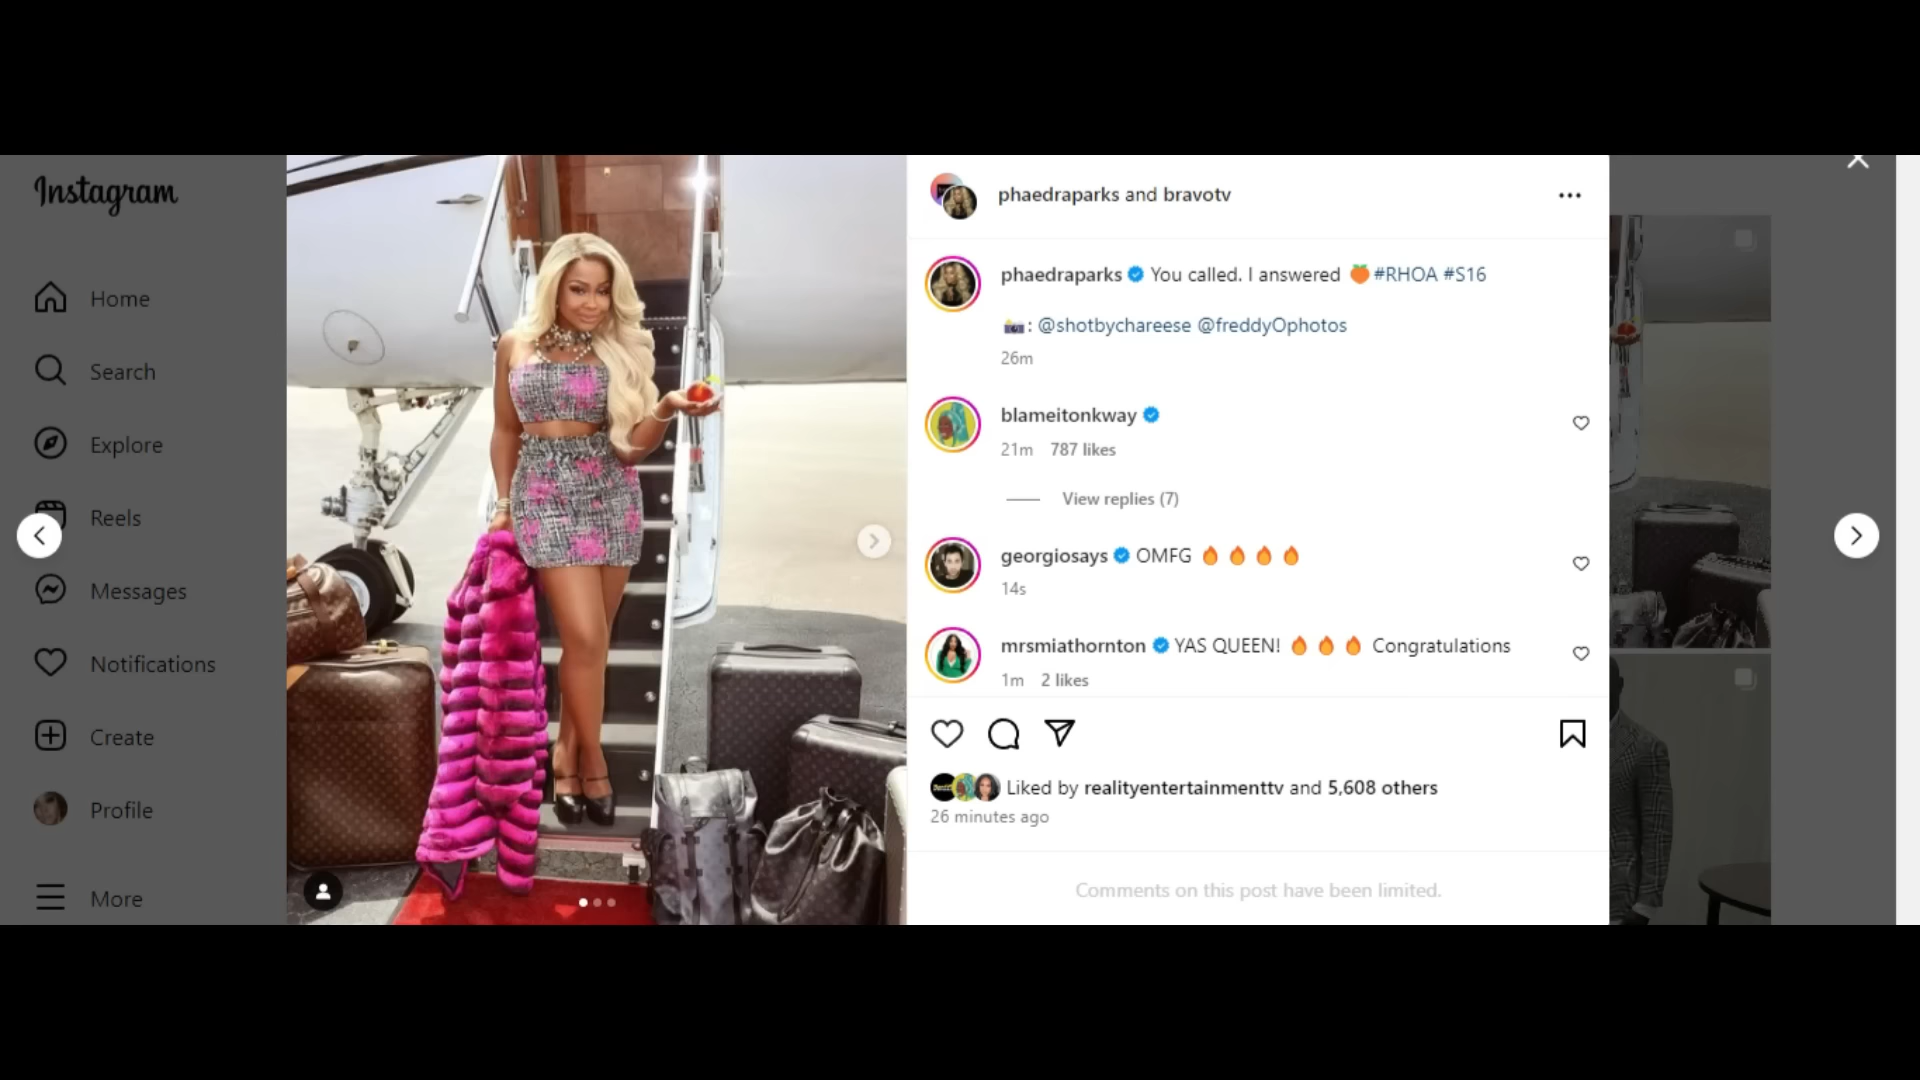 Instagram
Home
Search
Explore
Reels
Messages
Notifications
Create
Profile
More
phaedraparks and bravotv
phaedraparks You called. I answered 🍑#RHOA #S16
📸: @shotbychareese @freddyOphotos
26m
blameitonkway
21m 787 likes
View replies (7)
georgiosays OMFG 🔥 🔥 🔥 🔥
14s
mrsmiathornton YAS QUEEN! 🔥 🔥 🔥 Congratulations
1m 2 likes
Liked by realityentertainmenttv and 5,608 others
26 minutes ago
Comments on this post have been limited.